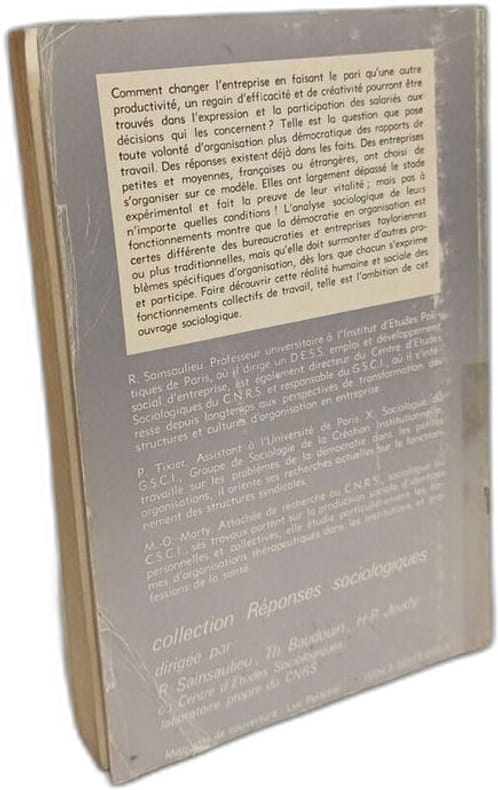 Comment changer l'entreprise en faisant le pari qu'une autre
productivité, un regain d'efficacité et de créativité pourront être
trouvés dans l'expression et la participation des salariés aux
décisions qui les concernent ? Telle est la question que pose
toute volonté d'organisation plus démocratique des rapports de
travail. Des réponses existent déjà dans les faits. Des entreprises
petites et moyennes, françaises ou étrangères, ont choisi de
s'organiser sur ce modèle. Elles ont largement dépassé le stade
expérimental et fait la preuve de leur vitalité ; mais pas à
n'importe quelles conditions ! L'analyse sociologique de leurs
fonctionnements montre que la démocratie en organisation est
certes différente des bureaucraties et entreprises tayloriennes
ou plus traditionnelles, mais qu'elle doit surmonter d'autres pro-
blèmes spécifiques d'organisation, dès lors que chacun s'exprime
et participe. Faire découvrir cette réalité humaine et sociale des
fonctionnements collectifs de travail, telle est l'ambition de cet
ouvrage sociologique.
R. Sainsaulieu. Professeur universitaire à l'Institut d'Etudes Poli-
tiques de Paris, où il dirige un D.E.S.S. emploi et développement
social d'entreprise, est également directeur du Centre d'Etudes
Sociologiques du C.N.R.S. et responsable du G.S.C.I., où il s'inté-
resse depuis longtemps aux perspectives de transformation des
structures et cultures d'organisation en entreprise.
P. Tixier. Assistant à l'Université de Paris X. Sociologue du
G.S.C.I., Groupe de Sociologie de la Création Institutionnelle,
travaille sur les problèmes de la démocratie dans les petites
organisations, il oriente ses recherches actuelles sur le fonction-
nement des structures syndicales.
M.-O. Marty. Attachée de recherche au C.N.R.S., sociologue du
C.S.C.I., ses travaux portent sur la production sociale d'identités
personnelles et collectives, elle étudie particulièrement les
mes d'organisations thérapeutiques dans les institutions et pro-
fessions de la santé.
collection Réponses sociologiques
dirigée par
R. Sainsaulieu, Th. Baudouin, H-P. Jeudy
du Centre d'Etudes Sociologiques,
laboratoire propre du CNRS
Maquette de couverture : Luc Pelletier
ISBN